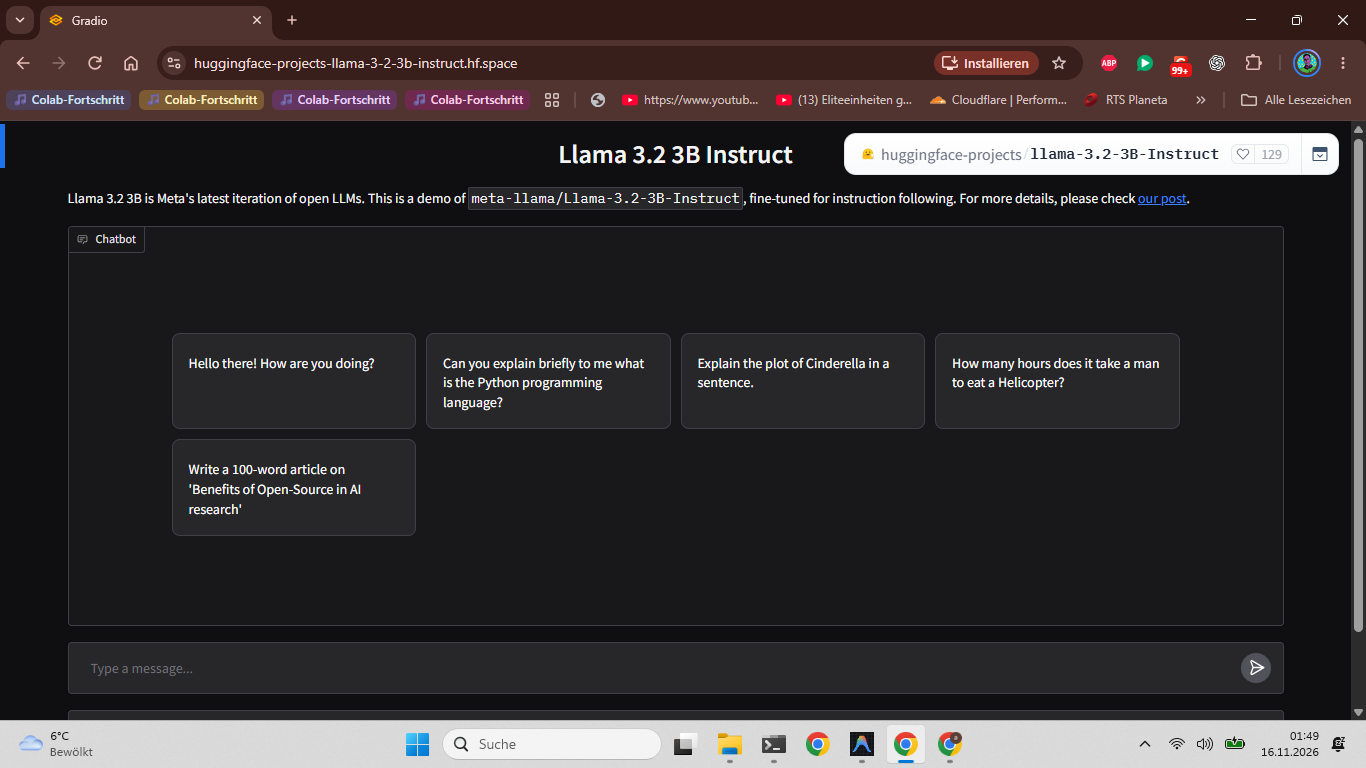 Gradio
huggingface-projects-llama-3-2-3b-instruct.hf.space
Installieren
ABP
99+
Colab-Fortschritt
Colab-Fortschritt
Colab-Fortschritt
Colab-Fortschritt
https://www.youtub...
(13) Eliteeinheiten g...
Cloudflare | Perform...
RTS Planeta
Alle Lesezeichen
Llama 3.2 3B Instruct
huggingface-projects/llama-3.2-3B-Instruct
129
Llama 3.2 3B is Meta's latest iteration of open LLMs. This is a demo of meta-llama/Llama-3.2-3B-Instruct, fine-tuned for instruction following. For more details, please check our post.
Chatbot
Hello there! How are you doing?
Can you explain briefly to me what
is the Python programming
language?
Explain the plot of Cinderella in a
sentence.
How many hours does it take a man
to eat a Helicopter?
Write a 100-word article on
'Benefits of Open-Source in AI
research'
Type a message...
6°C
Bewölkt
Suche
01:49
16.11.2026